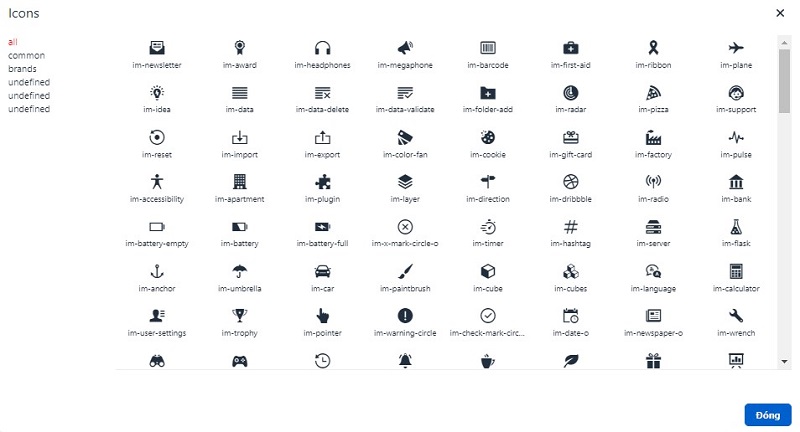 Icons
all
common
brands
undefined
undefined
undefined
im-newsletter im-award im-headphones im-megaphone im-barcode im-first-aid im-ribbon im-plane
im-idea im-data im-data-delete im-data-validate im-folder-add im-radar im-pizza im-support
im-reset im-import im-export im-color-fan im-cookie im-gift-card im-factory im-pulse
im-accessibility im-apartment im-plugin im-layer im-direction im-dribbble im-radio im-bank
im-battery-empty im-battery im-battery-full im-x-mark-circle-o im-timer im-hashtag im-server im-flask
im-anchor im-umbrella im-car im-paintbrush im-cube im-cubes im-language im-calculator
im-user-settings im-trophy im-pointer im-warning-circle im-check-mark-circ... im-date-o im-newspaper-o im-wrench
Đóng